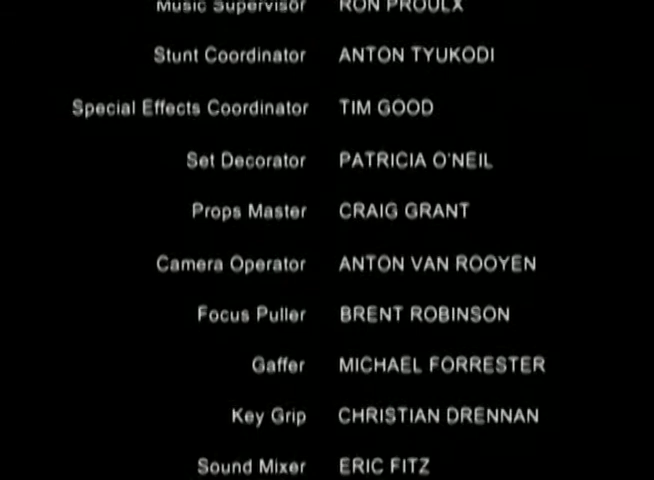 Music Supervisor RON PROULX
Stunt Coordinator ANTON TYUKODI
Special Effects Coordinator TIM GOOD
Set Decorator PATRICIA O'NEIL
Props Master CRAIG GRANT
Camera Operator ANTON VAN ROOYEN
Focus Puller BRENT ROBINSON
Gaffer MICHAEL FORRESTER
Key Grip CHRISTIAN DRENNAN
Sound Mixer ERIC FITZ